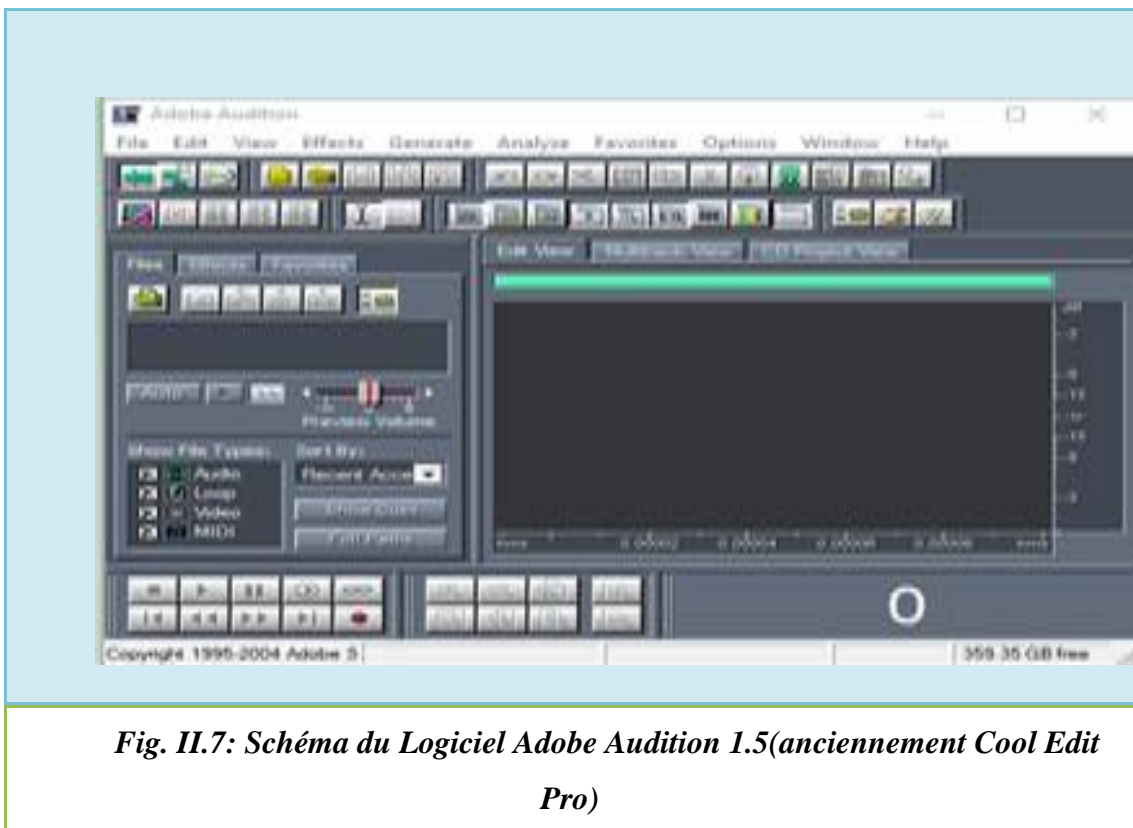 Adobe Audition
File Edit View Effects Generate Analyze Favorites Options Window Help
Files Effects Favorites
Edit View Multitrack View CD Project View
Preview Volume
Show File Types: Sort By:
Audio
Loop
Video
MIDI
Recent Acce
Copyright 1995-2004 Adobe S
359.35 GB free
Fig. II.7: Schéma du Logiciel Adobe Audition 1.5(anciennement Cool Edit
Pro)